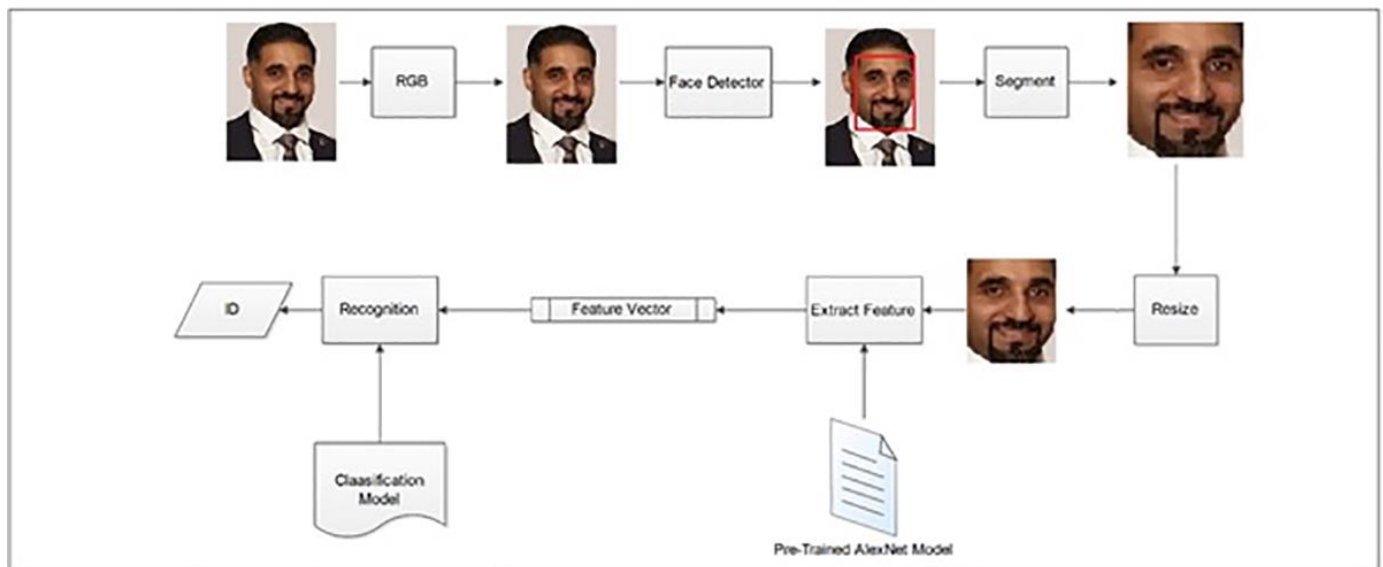 RGB
Face Detector
Segment
Resize
Extract Feature
Feature Vector
Recognition
ID
Claasification
Model
Pre-Trained AlexNet Model